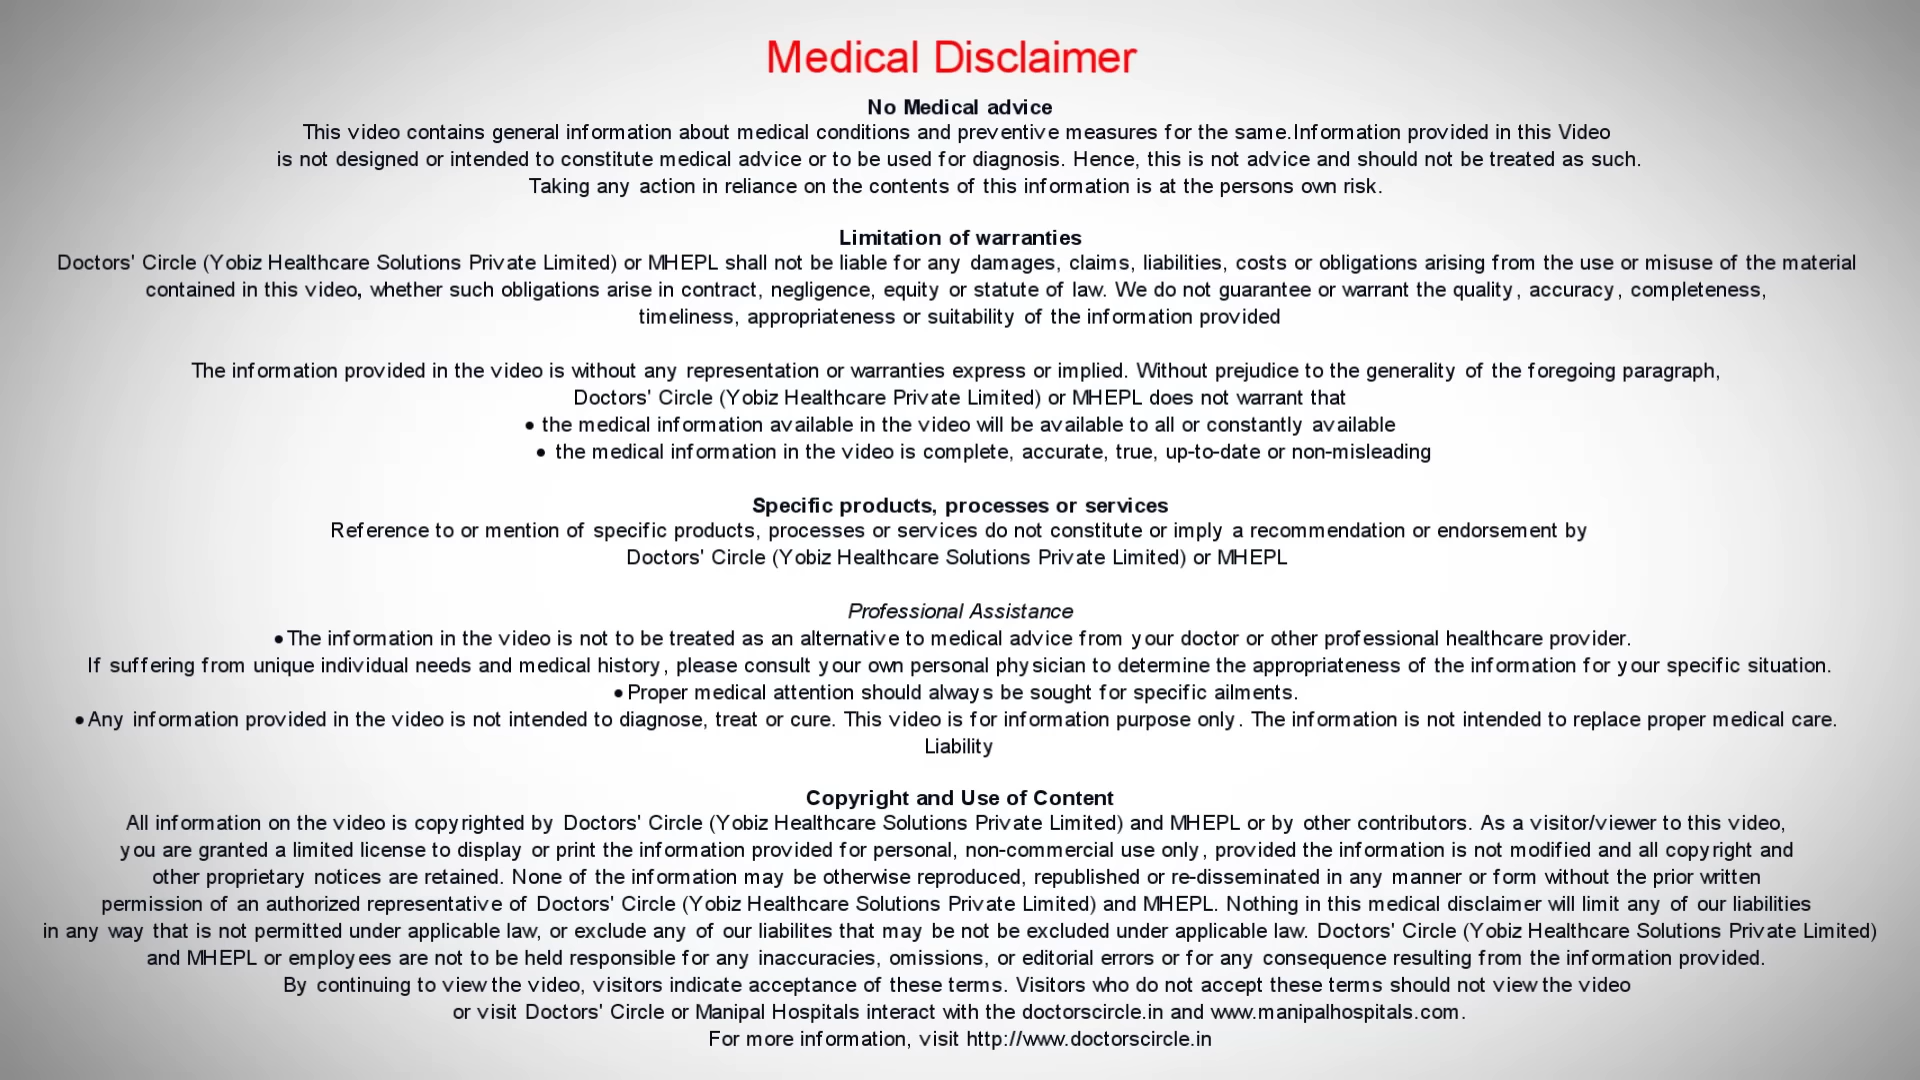 Medical Disclaimer
No Medical advice
This video contains general information about medical conditions and preventive measures for the same.Information provided in this Video
is not designed or intended to constitute medical advice or to be used for diagnosis. Hence, this is not advice and should not be treated as such.
Taking any action in reliance on the contents of this information is at the persons own risk.
Limitation of warranties
Doctors' Circle (Yobiz Healthcare Solutions Private Limited) or MHEPL shall not be liable for any damages, claims, liabilities, costs or obligations arising from the use or misuse of the material
contained in this video, whether such obligations arise in contract, negligence, equity or statute of law. We do not guarantee or warrant the quality, accuracy, completeness,
timeliness, appropriateness or suitability of the information provided
The information provided in the video is without any representation or warranties express or implied. Without prejudice to the generality of the foregoing paragraph,
Doctors' Circle (Yobiz Healthcare Private Limited) or MHEPL does not warrant that
• the medical information available in the video will be available to all or constantly available
• the medical information in the video is complete, accurate, true, up-to-date or non-misleading
Specific products, processes or services
Reference to or mention of specific products, processes or services do not constitute or imply a recommendation or endorsement by
Doctors' Circle (Yobiz Healthcare Solutions Private Limited) or MHEPL
Professional Assistance
•The information in the video is not to be treated as an alternative to medical advice from your doctor or other professional healthcare provider.
If suffering from unique individual needs and medical history, please consult your own personal physician to determine the appropriateness of the information for your specific situation.
•Proper medical attention should always be sought for specific ailments.
•Any information provided in the video is not intended to diagnose, treat or cure. This video is for information purpose only. The information is not intended to replace proper medical care.
Liability
Copyright and Use of Content
All information on the video is copyrighted by Doctors' Circle (Yobiz Healthcare Solutions Private Limited) and MHEPL or by other contributors. As a visitor/viewer to this video,
you are granted a limited license to display or print the information provided for personal, non-commercial use only, provided the information is not modified and all copyright and
other proprietary notices are retained. None of the information may be otherwise reproduced, republished or re-disseminated in any manner or form without the prior written
permission of an authorized representative of Doctors' Circle (Yobiz Healthcare Solutions Private Limited) and MHEPL. Nothing in this medical disclaimer will limit any of our liabilities
in any way that is not permitted under applicable law, or exclude any of our liabilites that may be not be excluded under applicable law. Doctors' Circle (Yobiz Healthcare Solutions Private Limited)
and MHEPL or employees are not to be held responsible for any inaccuracies, omissions, or editorial errors or for any consequence resulting from the information provided.
By continuing to view the video, visitors indicate acceptance of these terms. Visitors who do not accept these terms should not view the video
or visit Doctors' Circle or Manipal Hospitals interact with the doctorscircle.in and www.manipalhospitals.com.
For more information, visit http://www.doctorscircle.in